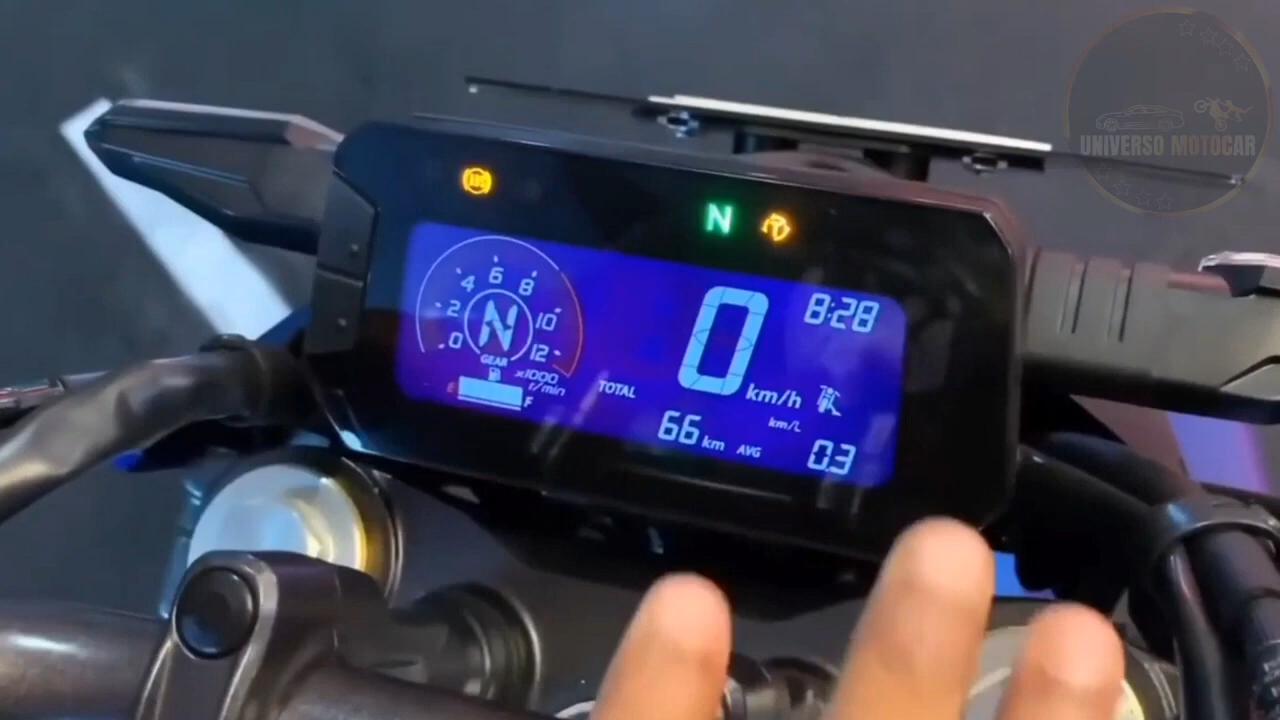 UNIVERSO MOTOCAR
N T
0 2 4 6 8 10 12
N
GEAR
x1000
r/min
E F
0 km/h
8:28
TOTAL
66 km
AVG
km/L
0.3